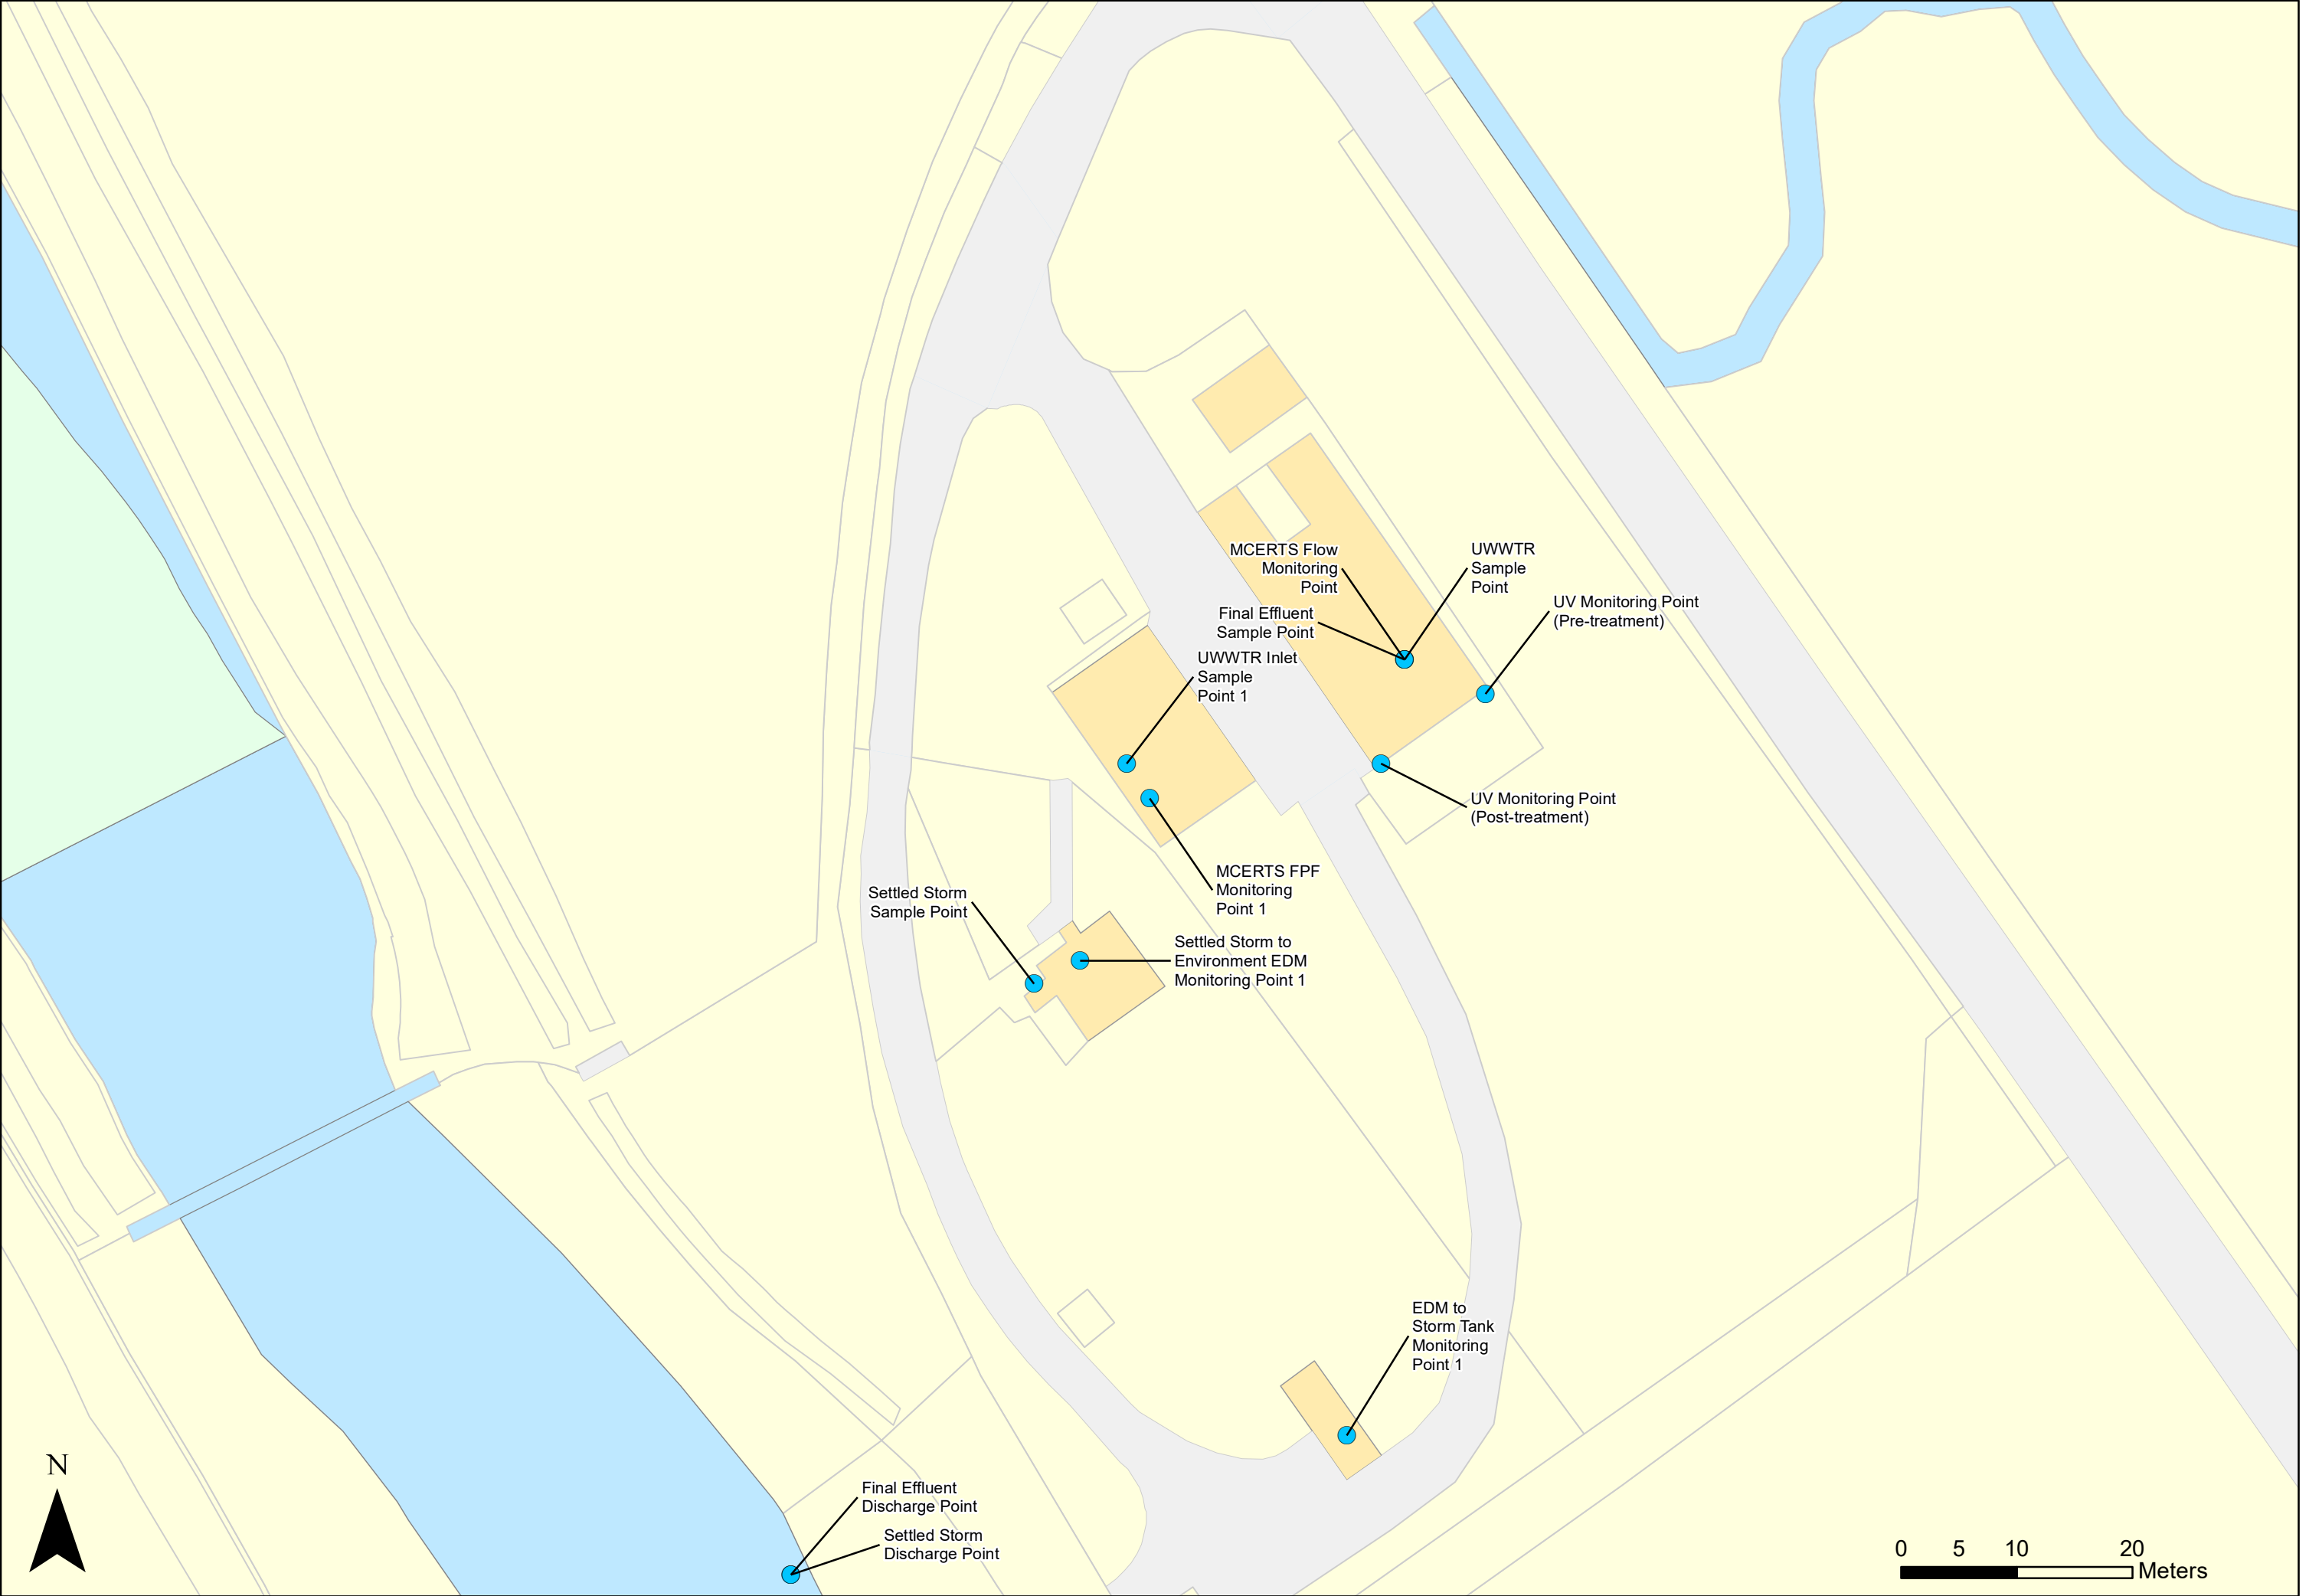 MCERTS Flow
Monitoring
Point
UWWTR
Sample
Point
Final Effluent
Sample Point
UV Monitoring Point
(Pre-treatment)
UWWTR Inlet
Sample
Point 1
UV Monitoring Point
(Post-treatment)
MCERTS FPF
Monitoring
Point 1
Settled Storm
Sample Point
Settled Storm to
Environment EDM
Monitoring Point 1
EDM to
Storm Tank
Monitoring
Point 1
Final Effluent
Discharge Point
Settled Storm
Discharge Point
N
0 5 10 20
Meters